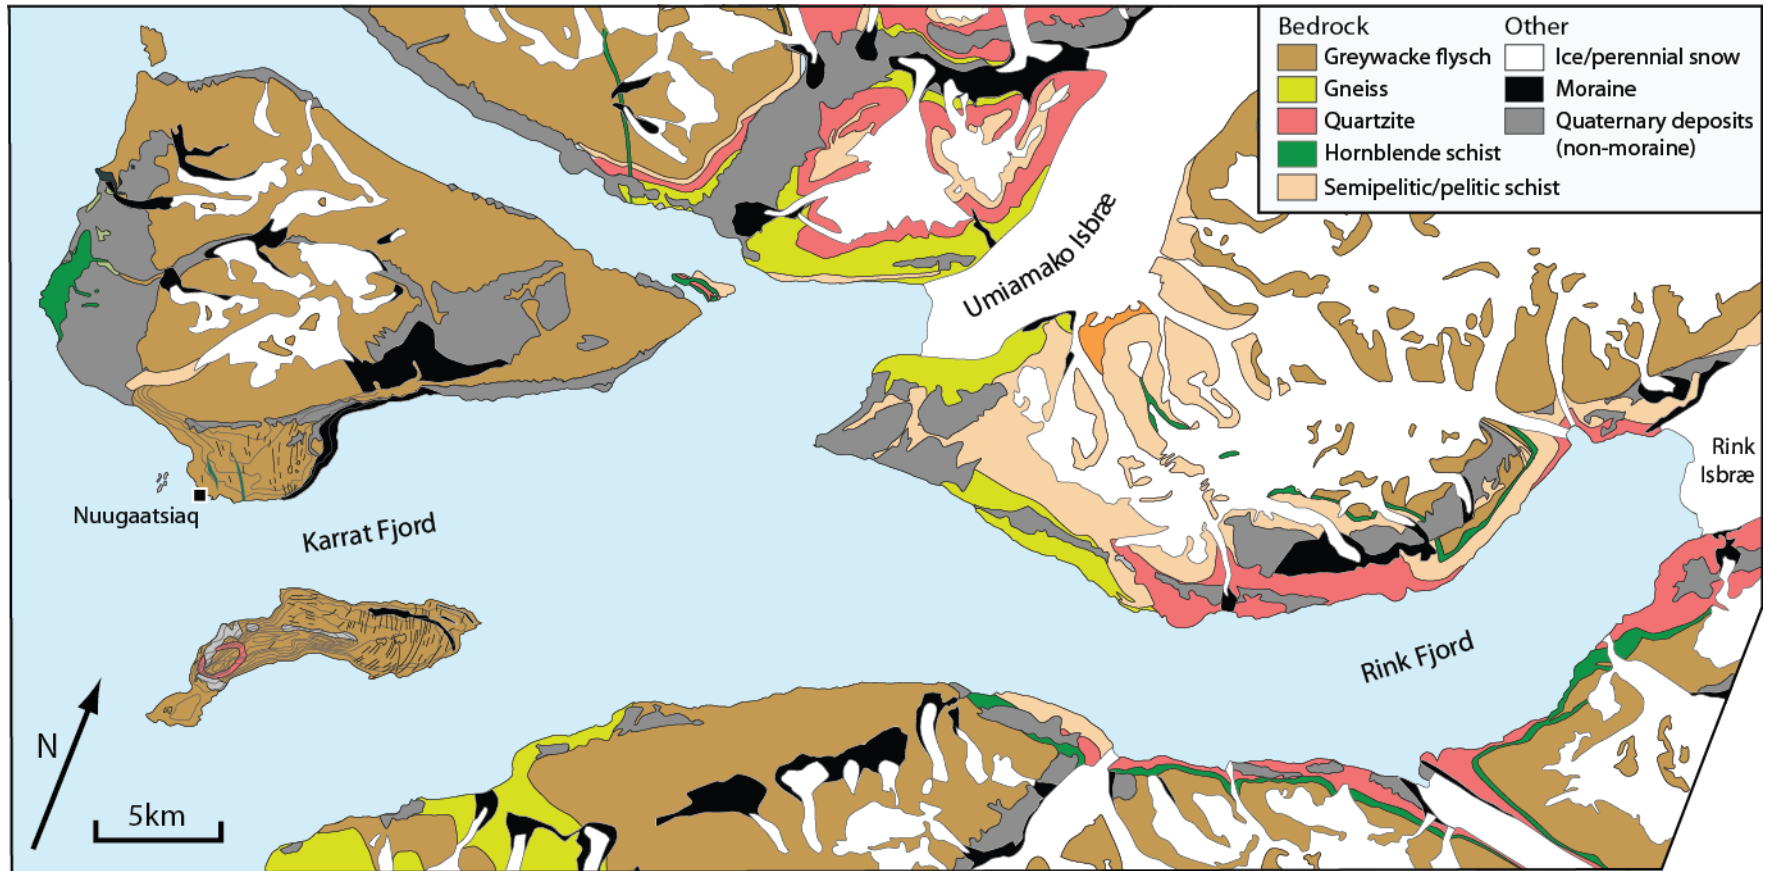 Bedrock
Greywacke flysch
Gneiss
Quartzite
Hornblende schist
Semipelitic/pelitic schist
Other
Ice/perennial snow
Moraine
Quaternary deposits
(non-moraine)
Umiamako Isbræ
Rink
Isbræ
Nuugaatsiaq
Karrat Fjord
Rink Fjord
N
5km